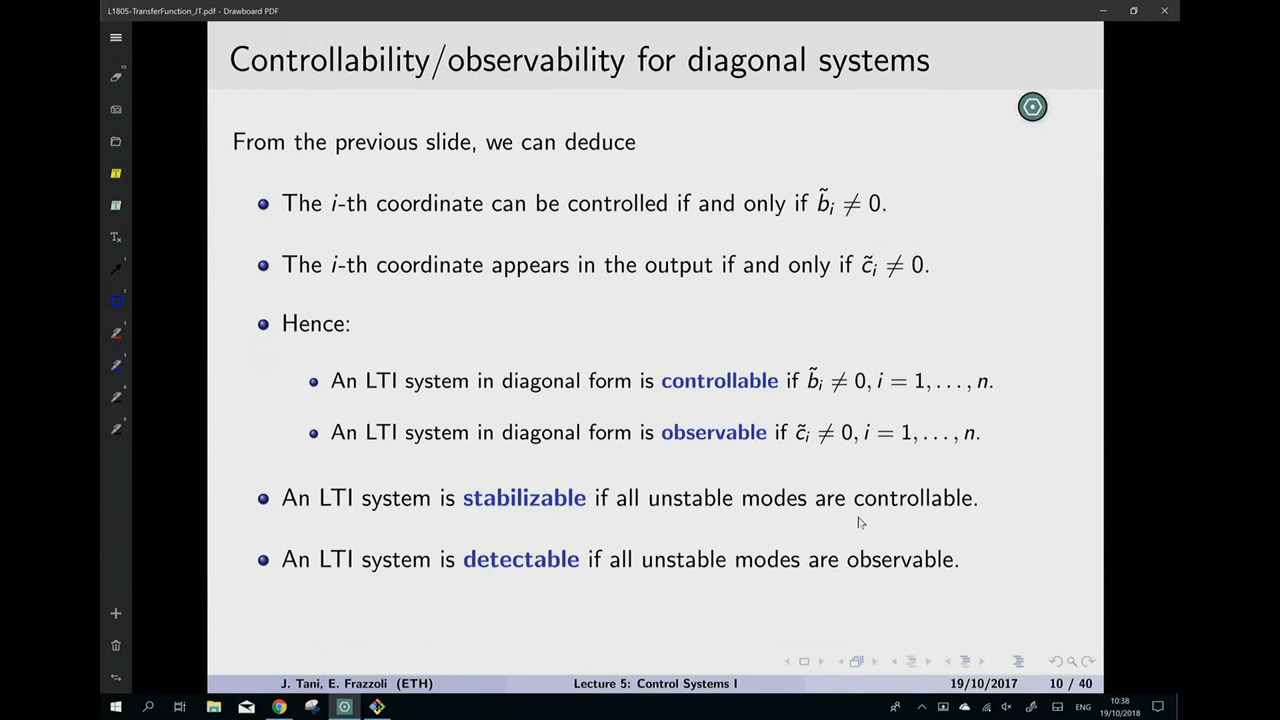 L180S-TransferFunction_JT.pdf - Drawboard PDF
Controllability/observability for diagonal systems
From the previous slide, we can deduce
The i-th coordinate can be controlled if and only if b̃ᵢ ≠ 0.
The i-th coordinate appears in the output if and only if c̃ᵢ ≠ 0.
Hence:
An LTI system in diagonal form is controllable if b̃ᵢ ≠ 0, i = 1, . . . , n.
An LTI system in diagonal form is observable if c̃ᵢ ≠ 0, i = 1, . . . , n.
An LTI system is stabilizable if all unstable modes are controllable.
An LTI system is detectable if all unstable modes are observable.
J. Tani, E. Frazzoli (ETH) Lecture 5: Control Systems I 19/10/2017 10 / 40
ENG
10:38
19/10/2018